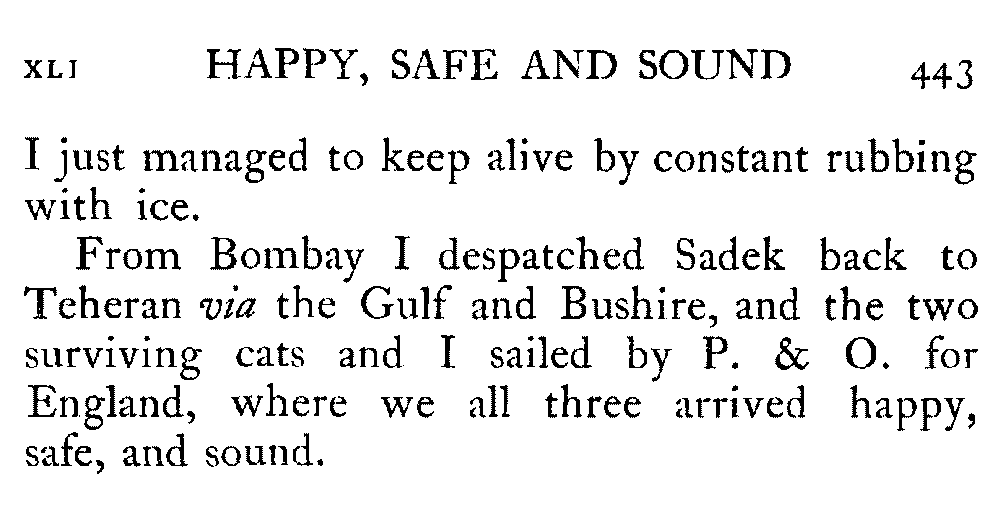 XLI HAPPY, SAFE AND SOUND 443
I just managed to keep alive by constant rubbing
with ice.
From Bombay I despatched Sadek back to
Teheran via the Gulf and Bushire, and the two
surviving cats and I sailed by P. & O. for
England, where we all three arrived happy,
safe, and sound.